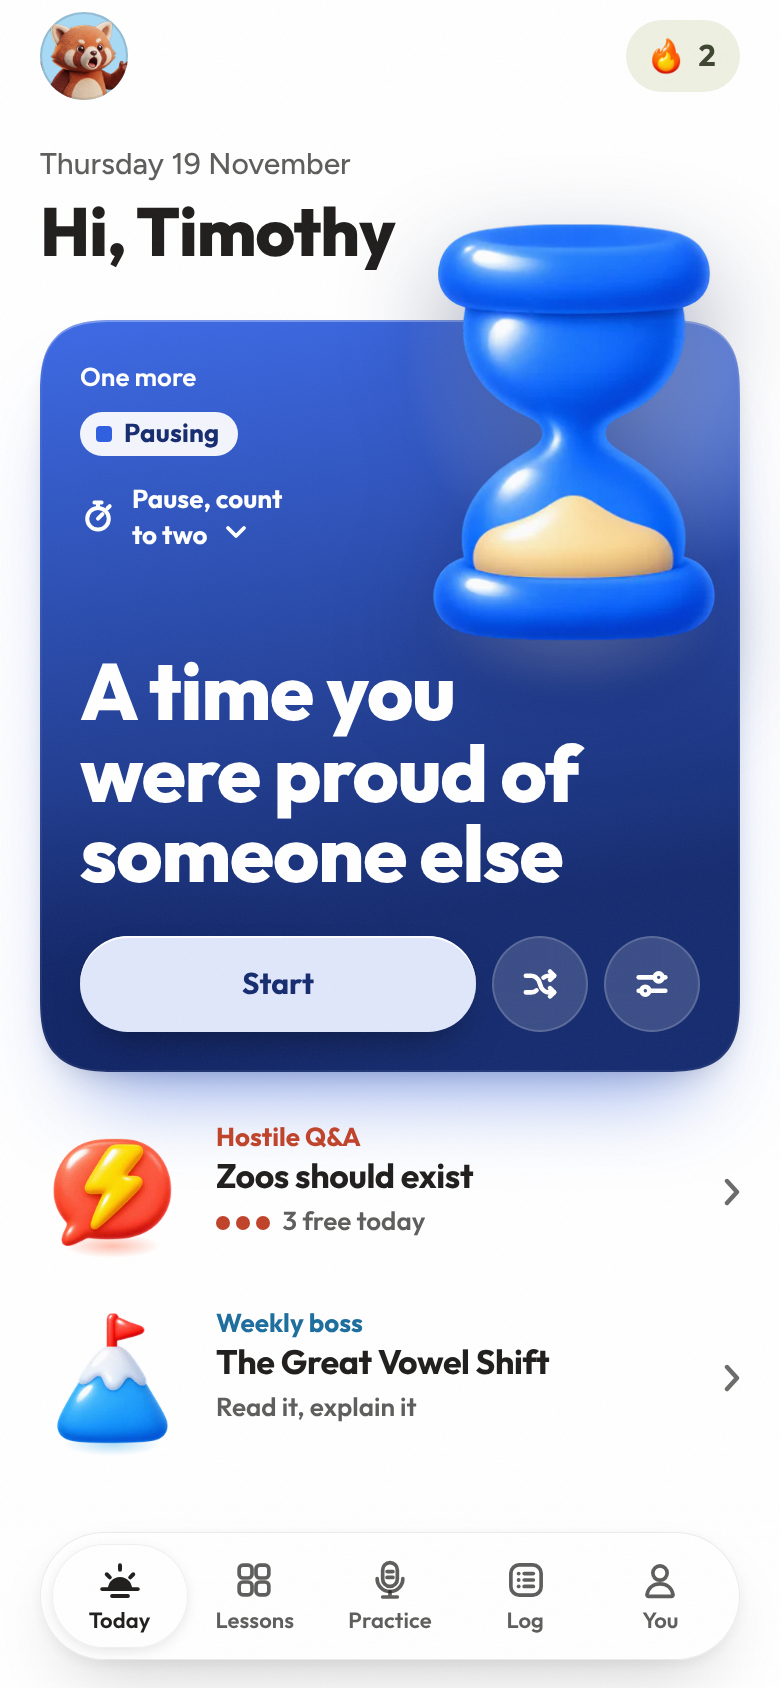 2
Thursday 19 November
Hi, Timothy
One more
Pausing
Pause, count
to two
A time you
were proud of
someone else
Start
Hostile Q&A
Zoos should exist
3 free today
Weekly boss
The Great Vowel Shift
Read it, explain it
Today
Lessons
Practice
Log
You